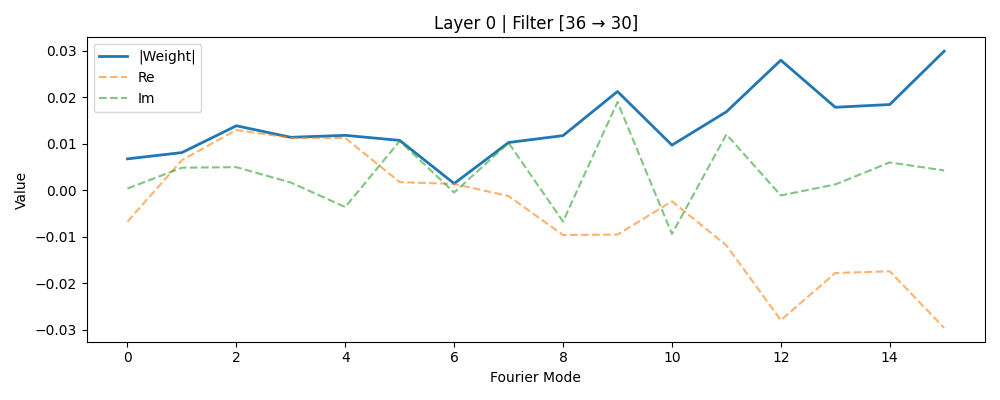 Layer 0 | Filter [36 → 30]
|Weight|
Re
Im
Value
0.03
0.02
0.01
0.00
−0.01
−0.02
−0.03
0 2 4 6 8 10 12 14
Fourier Mode